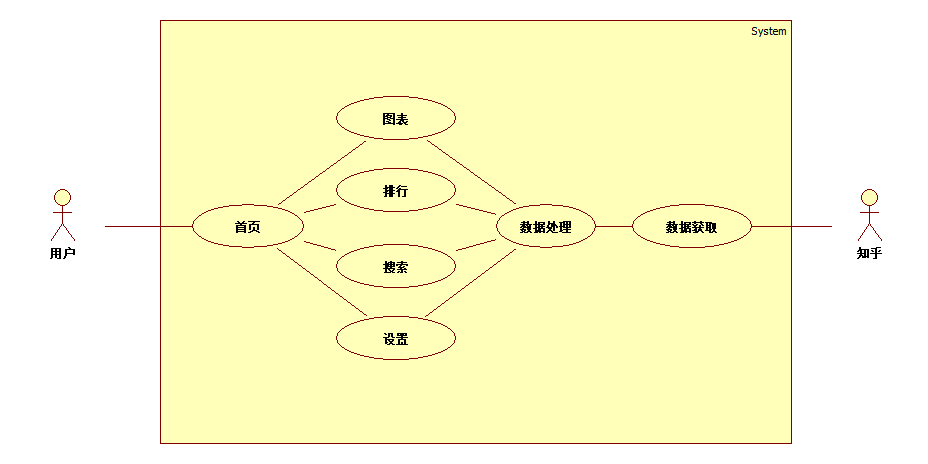 System
图表
排行
首页
数据处理
数据获取
用户
知乎
搜索
设置